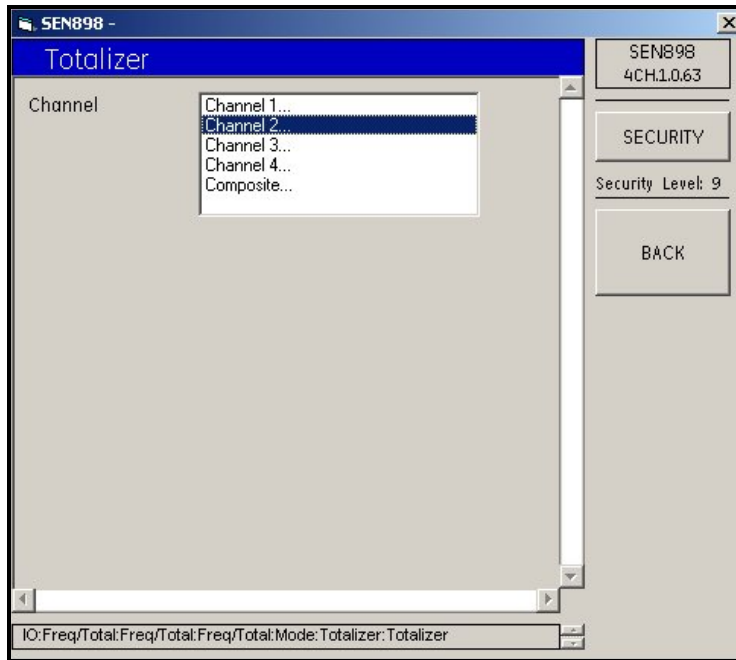 SEN898 -
Totalizer
SEN898
4CH.1.0.63
Channel
Channel 1...
Channel 2...
Channel 3...
Channel 4...
Composite...
SECURITY
Security Level: 9
BACK
IO:Freq/Total:Freq/Total:Freq/Total:Mode:Totalizer:Totalizer